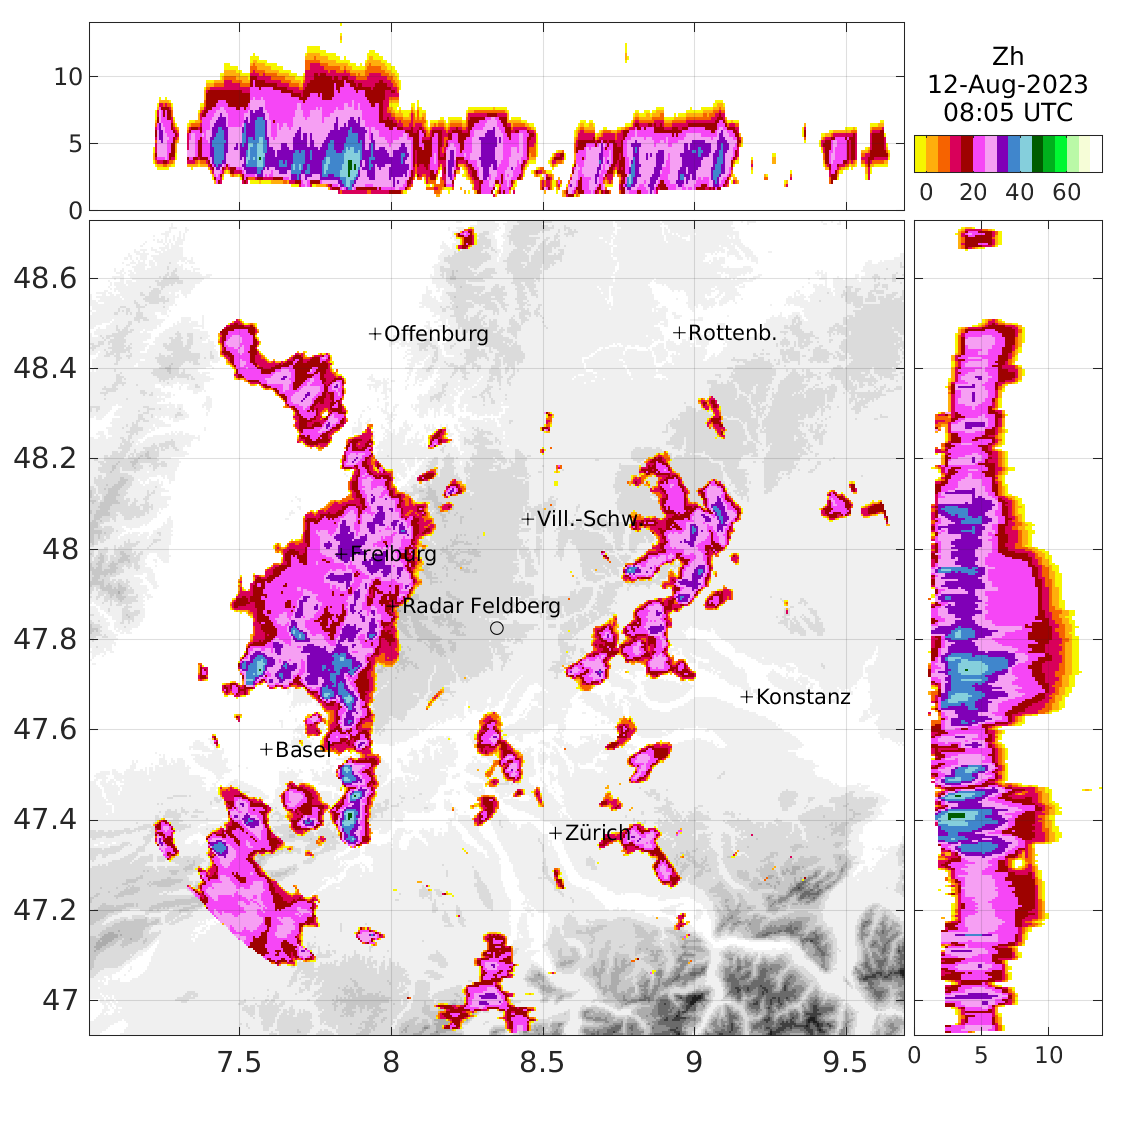 10
5
0
Zh
12-Aug-2023
08:05 UTC
0 20 40 60
48.6
48.4
48.2
48
47.8
47.6
47.4
47.2
47
Offenburg
Rottenb.
Vill.-Schw.
Freiburg
Radar Feldberg
Konstanz
Basel
Zürich
7.5 8 8.5 9 9.5
0 5 10